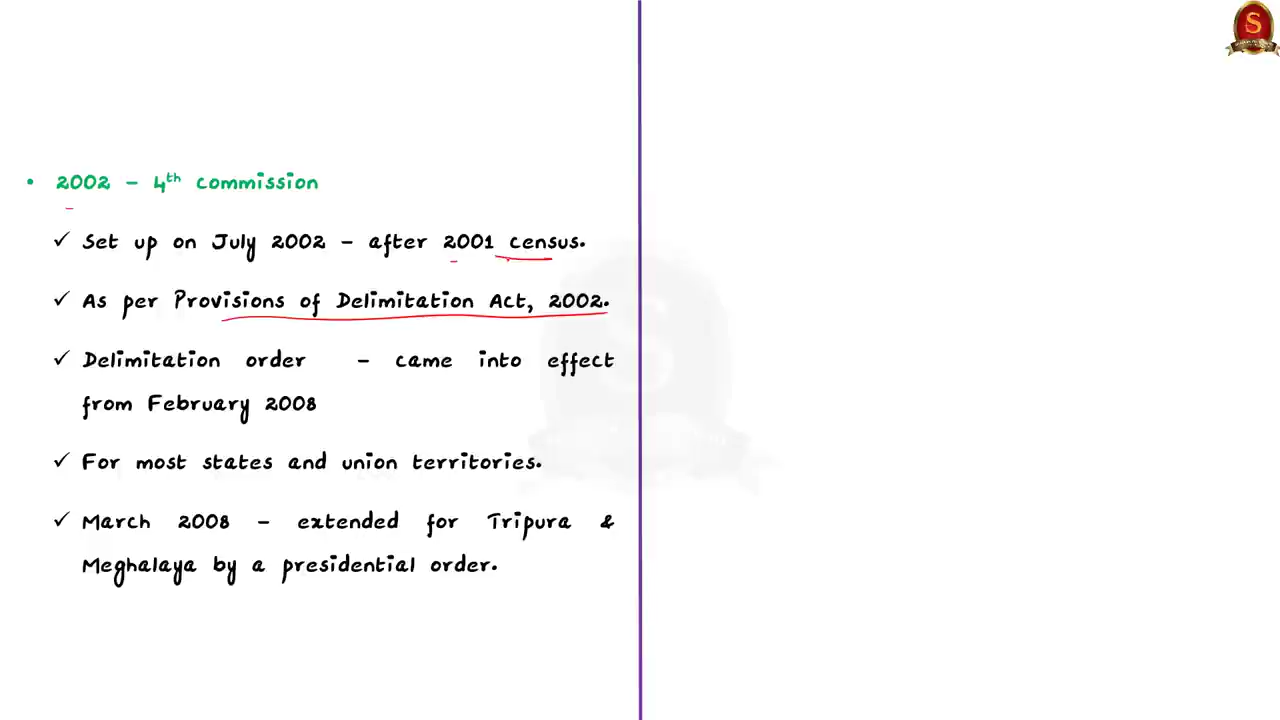 • 2002 – 4th commission
✓ Set up on July 2002 – after 2001 census.
✓ As per Provisions of Delimitation Act, 2002.
✓ Delimitation order – came into effect
from February 2008
✓ For most states and union territories.
✓ March 2008 – extended for Tripura &
Meghalaya by a presidential order.
S